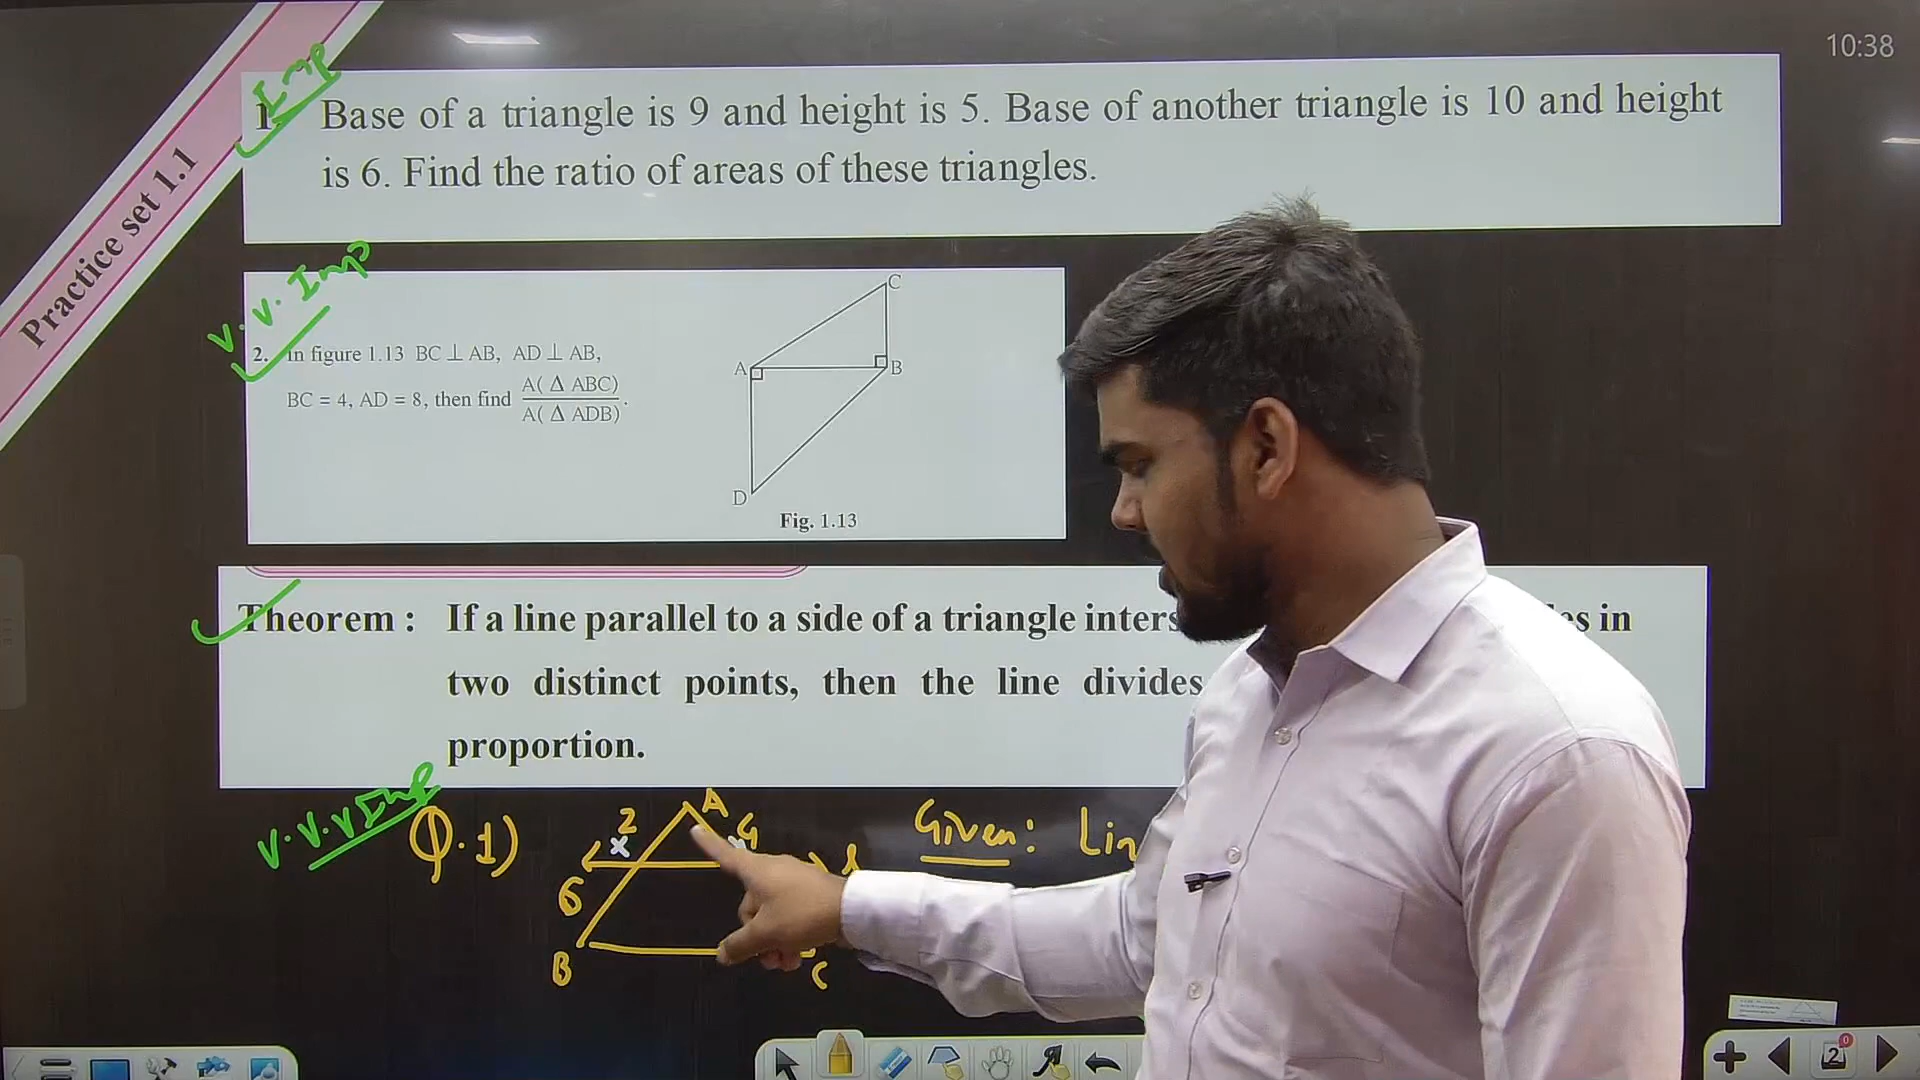 10:38
Practice set 1.1
Imp
1. Base of a triangle is 9 and height is 5. Base of another triangle is 10 and height
is 6. Find the ratio of areas of these triangles.
V.V. Imp
2. In figure 1.13 BC ⊥ AB, AD ⊥ AB,
BC = 4, AD = 8, then find A( Δ ABC)
A( Δ ADB) .
C
A
B
D
Fig. 1.13
Theorem : If a line parallel to a side of a triangle inters s in
two distinct points, then the line divides
proportion.
V.V.V Imp
Q.1)
A
2
x
4
l
6
B
C
Given: Lin
2
0